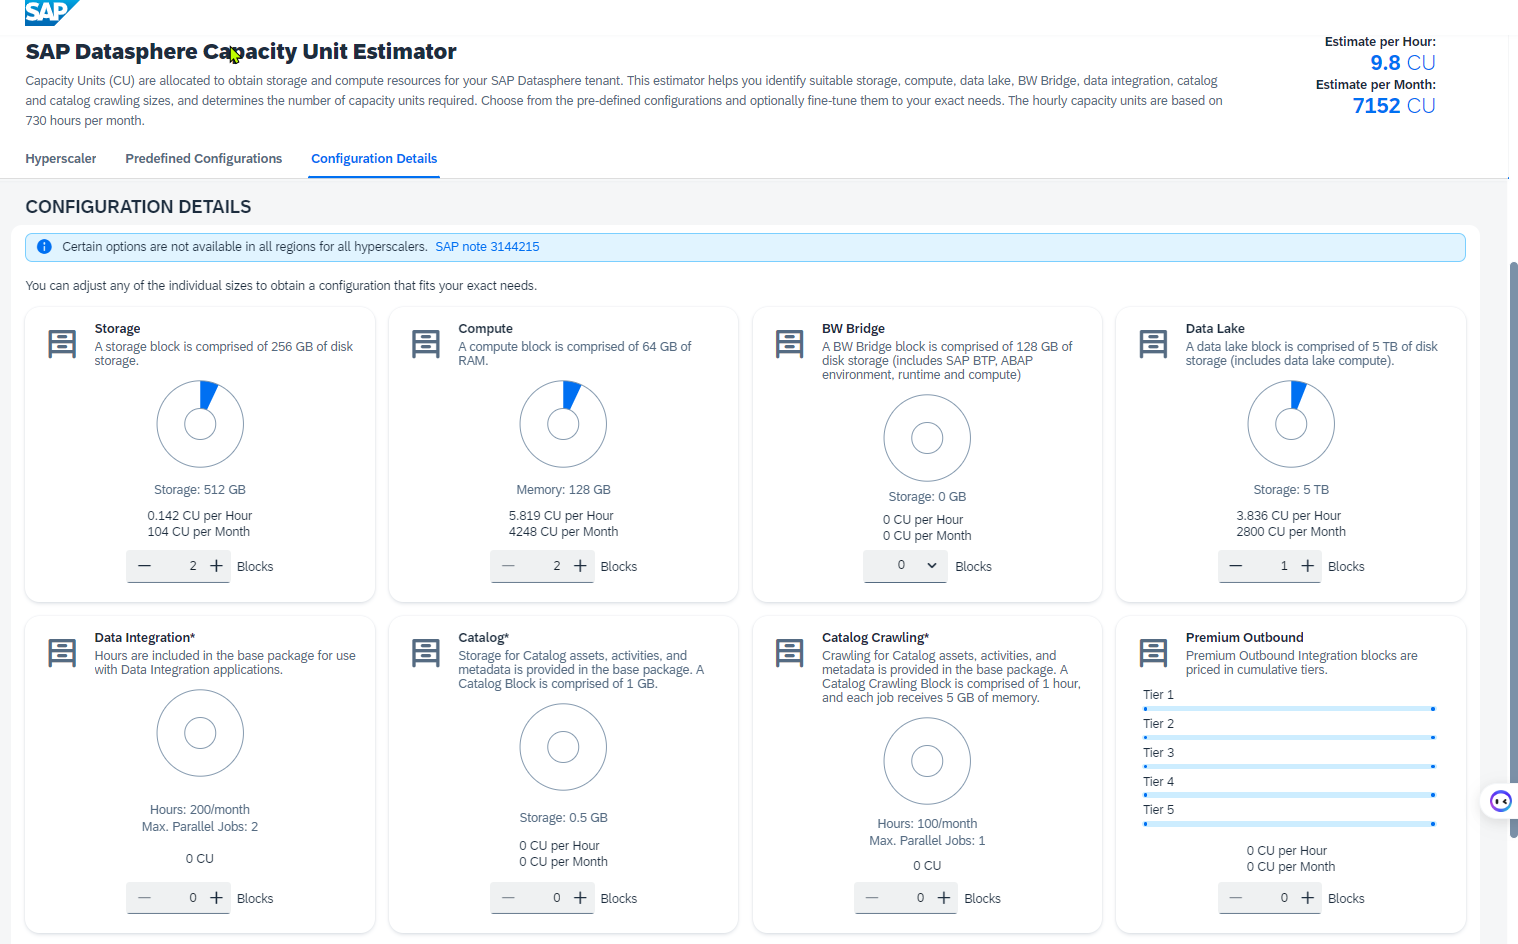 SAP
SAP Datasphere Capacity Unit Estimator
Capacity Units (CU) are allocated to obtain storage and compute resources for your SAP Datasphere tenant. This estimator helps you identify suitable storage, compute, data lake, BW Bridge, data integration, catalog
and catalog crawling sizes, and determines the number of capacity units required. Choose from the pre-defined configurations and optionally fine-tune them to your exact needs. The hourly capacity units are based on
730 hours per month.
Estimate per Hour:
9.8 CU
Estimate per Month:
7152 CU
Hyperscaler
Predefined Configurations
Configuration Details
CONFIGURATION DETAILS
Certain options are not available in all regions for all hyperscalers. SAP note 3144215
You can adjust any of the individual sizes to obtain a configuration that fits your exact needs.
Storage
A storage block is comprised of 256 GB of disk
storage.
Storage: 512 GB
0.142 CU per Hour
104 CU per Month
2 Blocks
Compute
A compute block is comprised of 64 GB of
RAM.
Memory: 128 GB
5.819 CU per Hour
4248 CU per Month
2 Blocks
BW Bridge
A BW Bridge block is comprised of 128 GB of
disk storage (includes SAP BTP, ABAP
environment, runtime and compute)
Storage: 0 GB
0 CU per Hour
0 CU per Month
0 Blocks
Data Lake
A data lake block is comprised of 5 TB of disk
storage (includes data lake compute).
Storage: 5 TB
3.836 CU per Hour
2800 CU per Month
1 Blocks
Data Integration*
Hours are included in the base package for use
with Data Integration applications.
Hours: 200/month
Max. Parallel Jobs: 2
0 CU
0 Blocks
Catalog*
Storage for Catalog assets, activities, and
metadata is provided in the base package. A
Catalog Block is comprised of 1 GB.
Storage: 0.5 GB
0 CU per Hour
0 CU per Month
0 Blocks
Catalog Crawling*
Crawling for Catalog assets, activities, and
metadata is provided in the base package. A
Catalog Crawling Block is comprised of 1 hour,
and each job receives 5 GB of memory.
Hours: 100/month
Max. Parallel Jobs: 1
0 CU
0 Blocks
Premium Outbound
Premium Outbound Integration blocks are
priced in cumulative tiers.
Tier 1
Tier 2
Tier 3
Tier 4
Tier 5
0 CU per Hour
0 CU per Month
0 Blocks